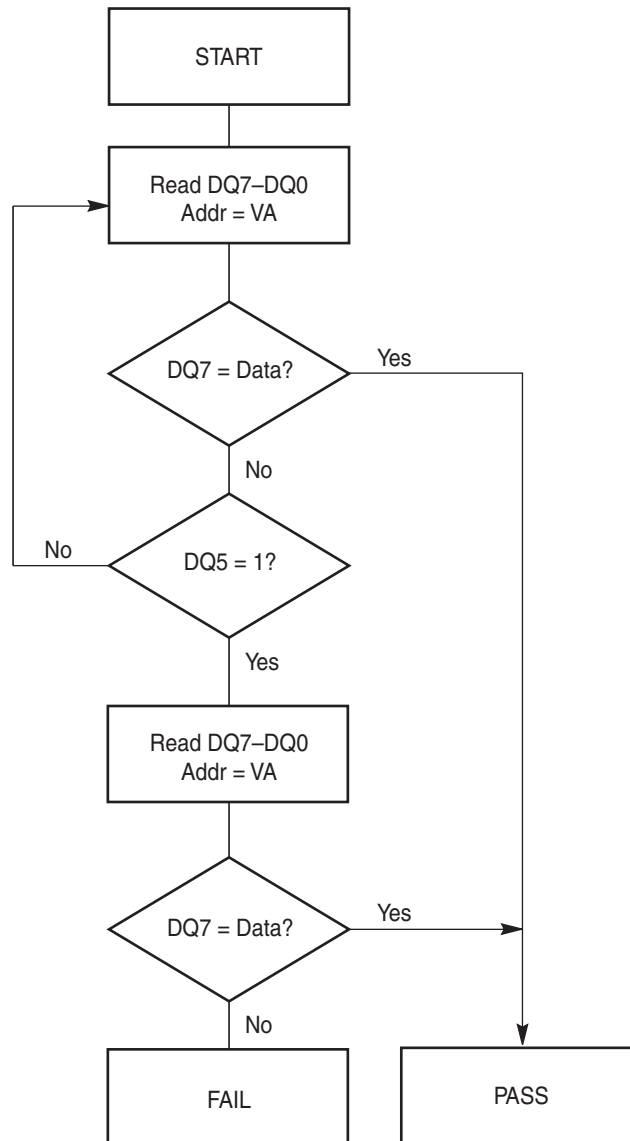 START
Read DQ7–DQ0
Addr = VA
DQ7 = Data?
Yes
No
No
DQ5 = 1?
Yes
Read DQ7–DQ0
Addr = VA
DQ7 = Data?
Yes
No
FAIL
PASS